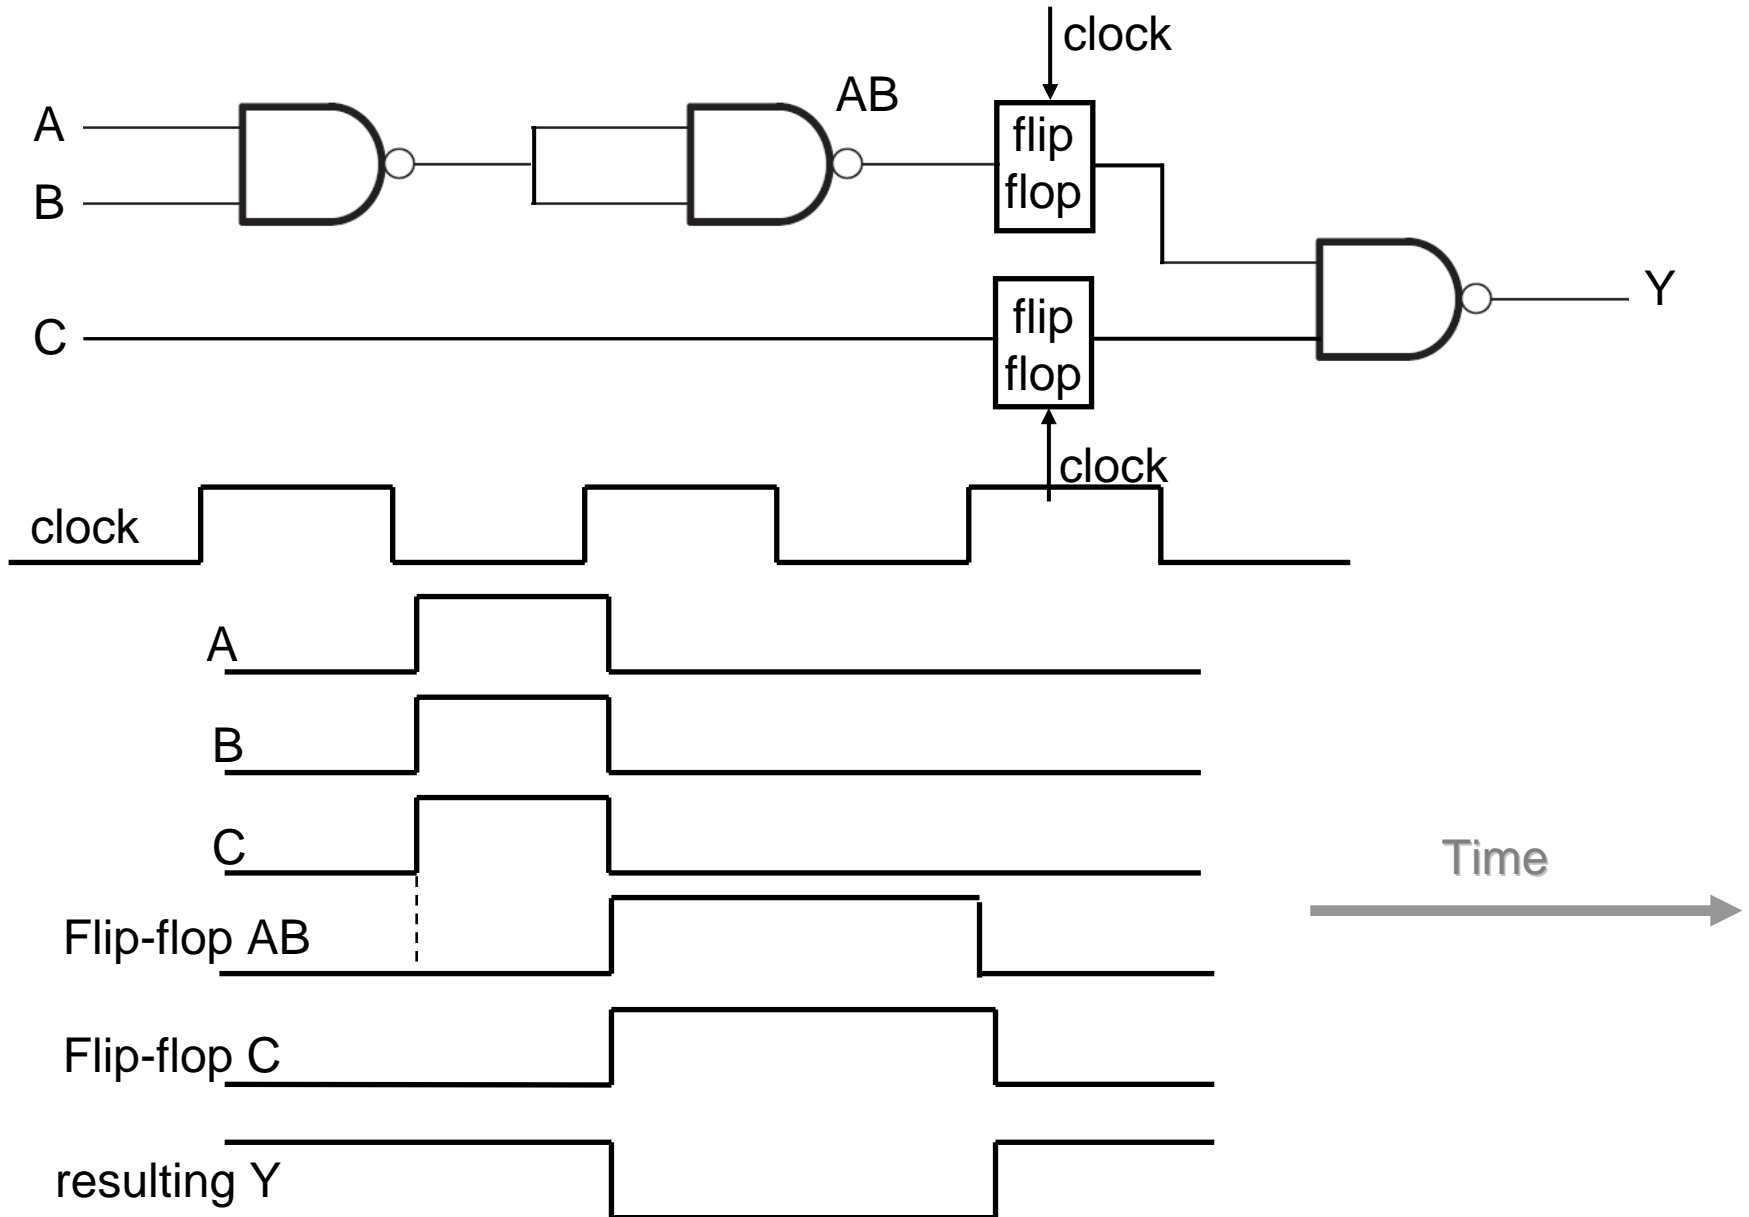 clock
AB
A
B
flip
flop
C
flip
flop
Y
clock
clock
A
B
C
Time
Flip-flop AB
Flip-flop C
resulting Y